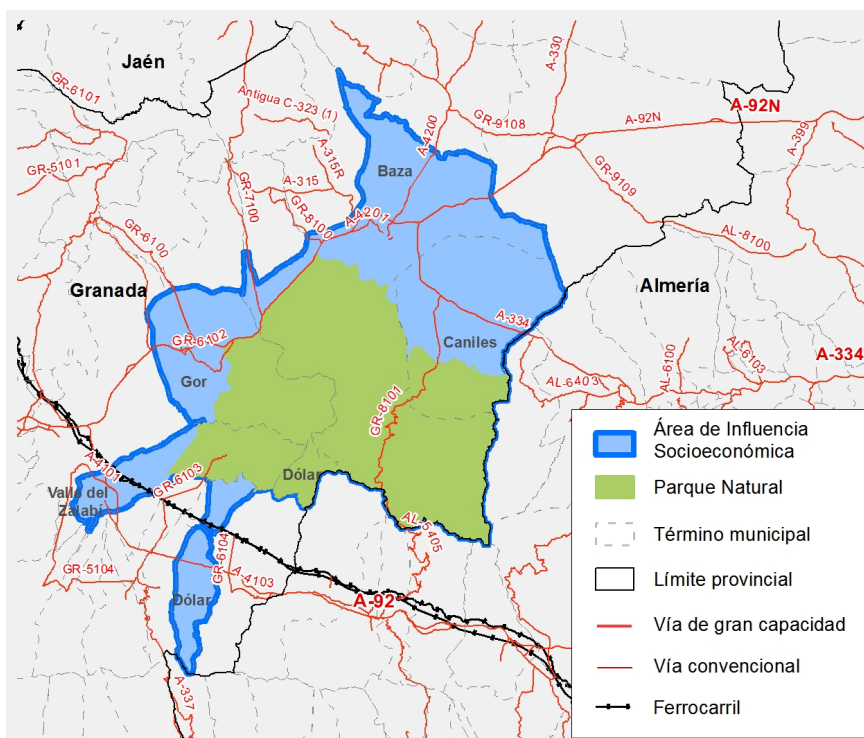 Jaén
A-330
GR-6101
Antigua C-323 (1)
A-4200
GR-9108
A-92N
A-92N
A-399
GR-5101
A-315R
Baza
GR-7100
A-315
GR-9109
GR-8100
A-4201
GR-6100
AL-8100
Granada
Almería
A-334
GR-6102
Caniles
AL-6100
AL-6103
A-334
Gor
AL-6403
GR-8101
Área de Influencia
Socioeconómica
Parque Natural
Término municipal
Límite provincial
Vía de gran capacidad
Vía convencional
Ferrocarril
A-4101
GR-6103
Dólar
Valle del
Zalabí
AL-5405
GR-6104
GR-5104
A-4103
Dólar
A-92
A-337